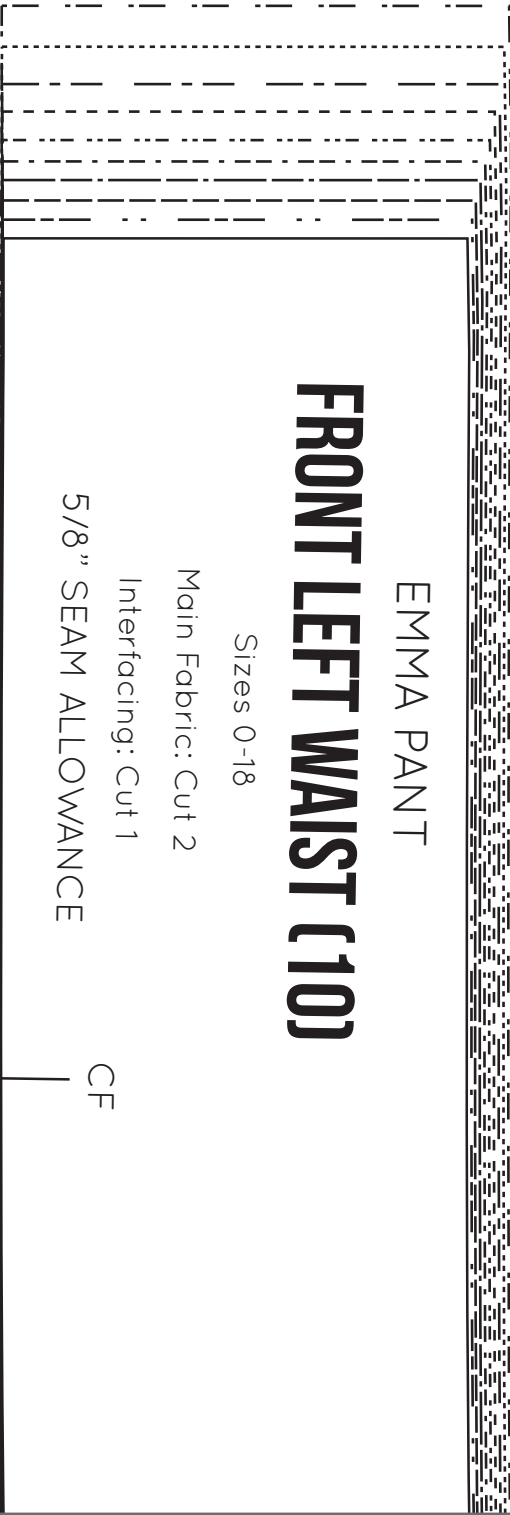 EMMA PANT
FRONT LEFT WAIST (10)
Sizes 0-18
Main Fabric: Cut 2
Interfacing: Cut 1
5/8” SEAM ALLOWANCE
CF